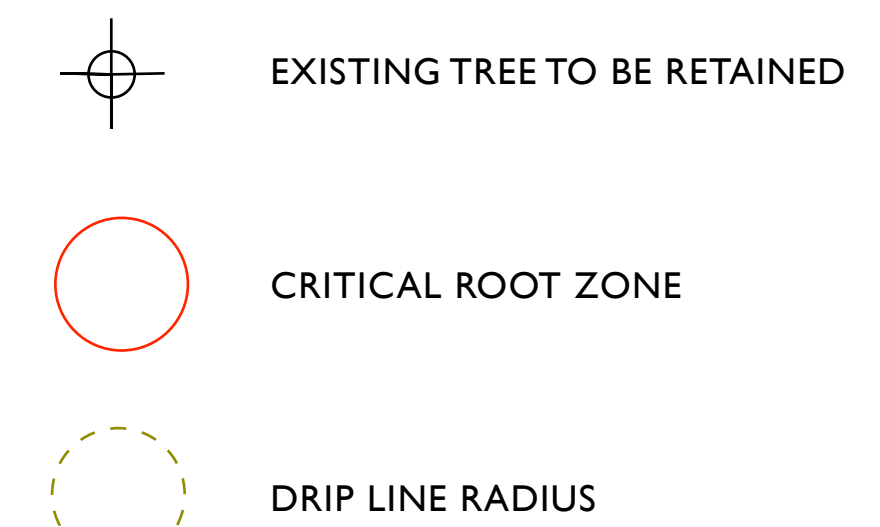 EXISTING TREE TO BE RETAINED
CRITICAL ROOT ZONE
DRIP LINE RADIUS